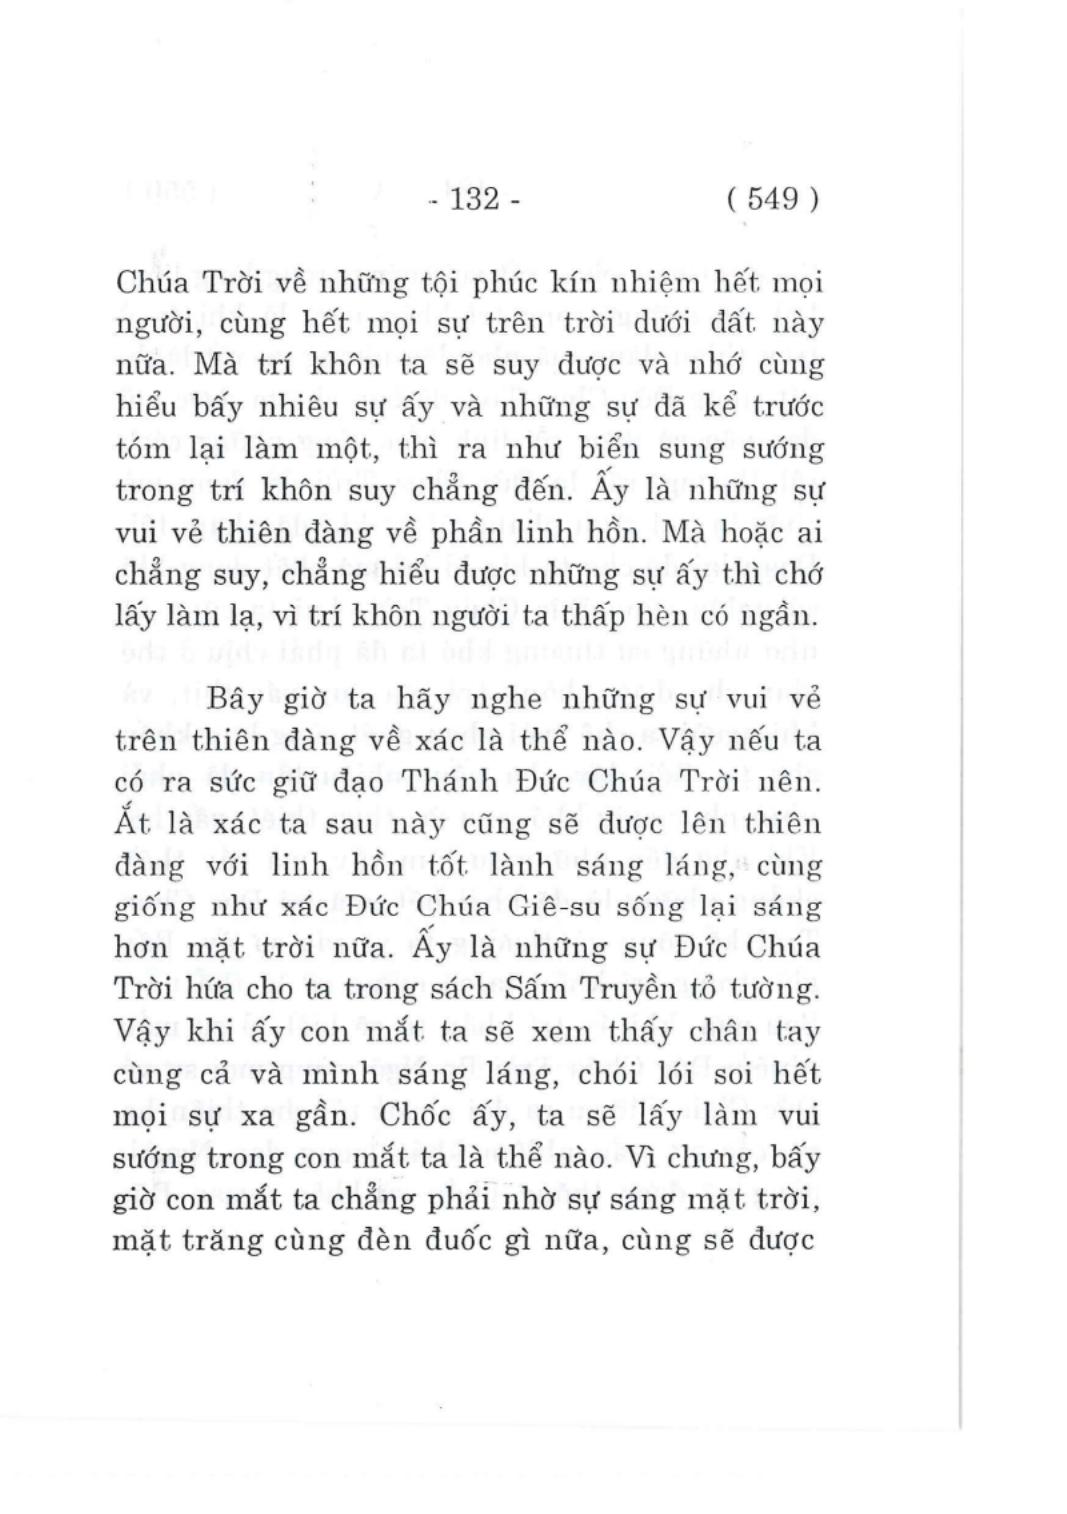 - 132 - ( 549 )
Chúa Trời về những tội phúc kín nhiệm hết mọi
người, cùng hết mọi sự trên trời dưới đất này
nữa. Mà trí khôn ta sẽ suy được và nhớ cùng
hiểu bấy nhiêu sự ấy và những sự đã kể trước
tóm lại làm một, thì ra như biển sung sướng
trong trí khôn suy chẳng đến. Ấy là những sự
vui vẻ thiên đàng về phần linh hồn. Mà hoặc ai
chẳng suy, chẳng hiểu được những sự ấy thì chớ
lấy làm lạ, vì trí khôn người ta thấp hèn có ngần.
Bây giờ ta hãy nghe những sự vui vẻ
trên thiên đàng về xác là thể nào. Vậy nếu ta
có ra sức giữ đạo Thánh Đức Chúa Trời nên.
Ắt là xác ta sau này cũng sẽ được lên thiên
đàng với linh hồn tốt lành sáng láng, cùng
giống như xác Đức Chúa Giê-su sống lại sáng
hơn mặt trời nữa. Ấy là những sự Đức Chúa
Trời hứa cho ta trong sách Sấm Truyền tỏ tường.
Vậy khi ấy con mắt ta sẽ xem thấy chân tay
cùng cả và mình sáng láng, chói lói soi hết
mọi sự xa gần. Chốc ấy, ta sẽ lấy làm vui
sướng trong con mắt ta là thể nào. Vì chưng, bấy
giờ con mắt ta chẳng phải nhờ sự sáng mặt trời,
mặt trăng cùng đèn đuốc gì nữa, cùng sẽ được